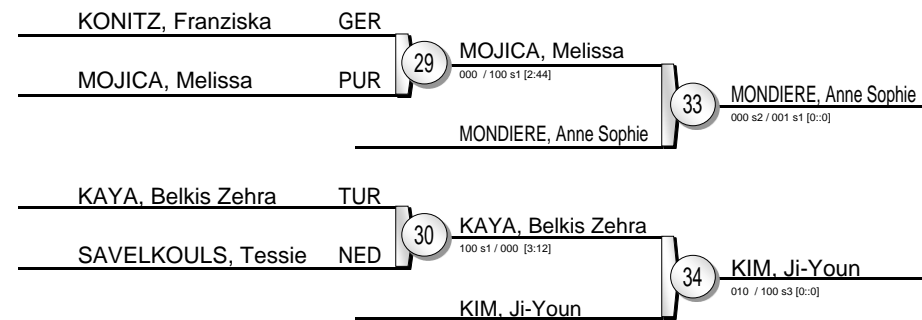 KONITZ, Franziska GER
29
MOJICA, Melissa
000 / 100 s1 [2:44]
MOJICA, Melissa PUR
33
MONDIERE, Anne Sophie
000 s2 / 001 s1 [0::0]
MONDIERE, Anne Sophie
KAYA, Belkis Zehra TUR
30
KAYA, Belkis Zehra
100 s1 / 000 [3:12]
SAVELKOULS, Tessie NED
34
KIM, Ji-Youn
010 / 100 s3 [0::0]
KIM, Ji-Youn